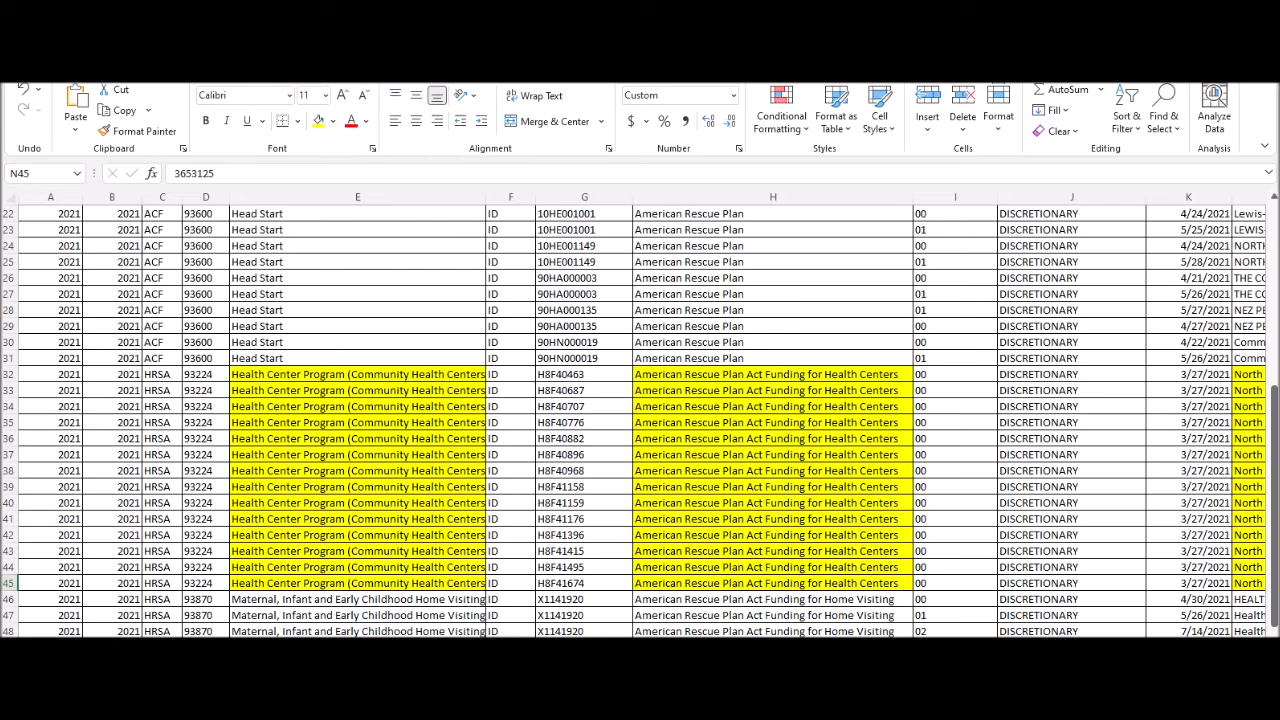 Cut
Calibri 11 A A Wrap Text Custom AutoSum
Paste Copy B I U A Merge & Center $ % Conditional Formatting Format as Table Cell Styles Insert Delete Format Fill Sort & Filter Find & Select Analyze Data
Format Painter Clear
Undo Clipboard Font Alignment Number Styles Cells Editing Analysis
N45 fx 3653125
A B C D E F G H I J K
22 2021 2021 ACF 93600 Head Start ID 10HE001001 American Rescue Plan 00 DISCRETIONARY 4/24/2021 Lewis-
23 2021 2021 ACF 93600 Head Start ID 10HE001001 American Rescue Plan 01 DISCRETIONARY 5/25/2021 LEWIS-
24 2021 2021 ACF 93600 Head Start ID 10HE001149 American Rescue Plan 00 DISCRETIONARY 4/24/2021 NORT
25 2021 2021 ACF 93600 Head Start ID 10HE001149 American Rescue Plan 01 DISCRETIONARY 5/28/2021 NORT
26 2021 2021 ACF 93600 Head Start ID 90HA000003 American Rescue Plan 00 DISCRETIONARY 4/21/2021 THE CO
27 2021 2021 ACF 93600 Head Start ID 90HA000003 American Rescue Plan 01 DISCRETIONARY 5/26/2021 THE CO
28 2021 2021 ACF 93600 Head Start ID 90HA000135 American Rescue Plan 01 DISCRETIONARY 5/27/2021 NEZ PE
29 2021 2021 ACF 93600 Head Start ID 90HA000135 American Rescue Plan 00 DISCRETIONARY 4/27/2021 NEZ PE
30 2021 2021 ACF 93600 Head Start ID 90HN000019 American Rescue Plan 00 DISCRETIONARY 4/22/2021 Comm
31 2021 2021 ACF 93600 Head Start ID 90HN000019 American Rescue Plan 01 DISCRETIONARY 5/26/2021 Comm
32 2021 2021 HRSA 93224 Health Center Program (Community Health Centers ID H8F40463 American Rescue Plan Act Funding for Health Centers 00 DISCRETIONARY 3/27/2021 North
33 2021 2021 HRSA 93224 Health Center Program (Community Health Centers ID H8F40687 American Rescue Plan Act Funding for Health Centers 00 DISCRETIONARY 3/27/2021 North
34 2021 2021 HRSA 93224 Health Center Program (Community Health Centers ID H8F40707 American Rescue Plan Act Funding for Health Centers 00 DISCRETIONARY 3/27/2021 North
35 2021 2021 HRSA 93224 Health Center Program (Community Health Centers ID H8F40776 American Rescue Plan Act Funding for Health Centers 00 DISCRETIONARY 3/27/2021 North
36 2021 2021 HRSA 93224 Health Center Program (Community Health Centers ID H8F40882 American Rescue Plan Act Funding for Health Centers 00 DISCRETIONARY 3/27/2021 North
37 2021 2021 HRSA 93224 Health Center Program (Community Health Centers ID H8F40896 American Rescue Plan Act Funding for Health Centers 00 DISCRETIONARY 3/27/2021 North
38 2021 2021 HRSA 93224 Health Center Program (Community Health Centers ID H8F40968 American Rescue Plan Act Funding for Health Centers 00 DISCRETIONARY 3/27/2021 North
39 2021 2021 HRSA 93224 Health Center Program (Community Health Centers ID H8F41158 American Rescue Plan Act Funding for Health Centers 00 DISCRETIONARY 3/27/2021 North
40 2021 2021 HRSA 93224 Health Center Program (Community Health Centers ID H8F41159 American Rescue Plan Act Funding for Health Centers 00 DISCRETIONARY 3/27/2021 North
41 2021 2021 HRSA 93224 Health Center Program (Community Health Centers ID H8F41176 American Rescue Plan Act Funding for Health Centers 00 DISCRETIONARY 3/27/2021 North
42 2021 2021 HRSA 93224 Health Center Program (Community Health Centers ID H8F41396 American Rescue Plan Act Funding for Health Centers 00 DISCRETIONARY 3/27/2021 North
43 2021 2021 HRSA 93224 Health Center Program (Community Health Centers ID H8F41415 American Rescue Plan Act Funding for Health Centers 00 DISCRETIONARY 3/27/2021 North
44 2021 2021 HRSA 93224 Health Center Program (Community Health Centers ID H8F41495 American Rescue Plan Act Funding for Health Centers 00 DISCRETIONARY 3/27/2021 North
45 2021 2021 HRSA 93224 Health Center Program (Community Health Centers ID H8F41674 American Rescue Plan Act Funding for Health Centers 00 DISCRETIONARY 3/27/2021 North
46 2021 2021 HRSA 93870 Maternal, Infant and Early Childhood Home Visiting ID X1141920 American Rescue Plan Act Funding for Home Visiting 00 DISCRETIONARY 4/30/2021 HEALT
47 2021 2021 HRSA 93870 Maternal, Infant and Early Childhood Home Visiting ID X1141920 American Rescue Plan Act Funding for Home Visiting 01 DISCRETIONARY 5/26/2021 Health
48 2021 2021 HRSA 93870 Maternal, Infant and Early Childhood Home Visiting ID X1141920 American Rescue Plan Act Funding for Home Visiting 02 DISCRETIONARY 7/14/2021 Health